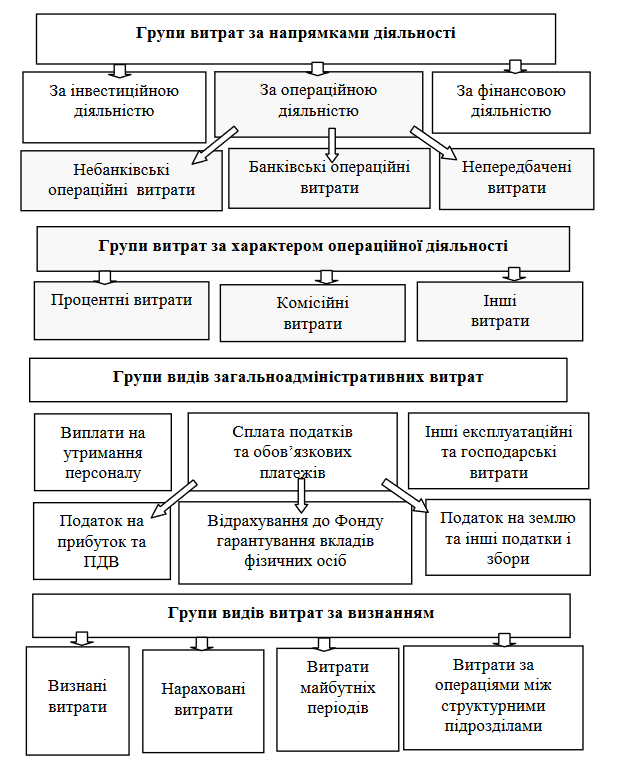 Групи витрат за напрямками діяльності
За інвестиційною
діяльністю
За операційною
діяльністю
За фінансовою
діяльністю
Небанківські
операційні витрати
Банківські операційні
витрати
Непередбачені
витрати
Групи витрат за характером операційної діяльності
Процентні витрати
Комісійні
витрати
Інші
витрати
Групи видів загальноадміністративних витрат
Виплати на
утримання
персоналу
Сплата податків
та обов’язкових
платежів
Інші експлуатаційні
та господарські
витрати
Податок на
прибуток та
ПДВ
Відрахування до Фонду
гарантування вкладів
фізичних осіб
Податок на землю
та інші податки і
збори
Групи видів витрат за визнанням
Визнані
витрати
Нараховані
витрати
Витрати
майбутніх
періодів
Витрати за
операціями між
структурними
підрозділами